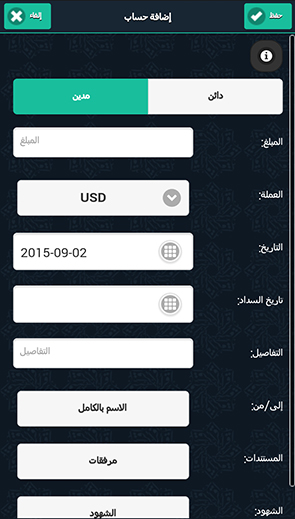 حفظ إضافة حساب إلغاء
دائن مدين
المبلغ: المبلغ
العملة: USD
التاريخ: 2015-09-02
تاريخ السداد:
التفاصيل: التفاصيل
إلى/من: الاسم بالكامل
المستندات: مرفقات
الشهود: الشهود